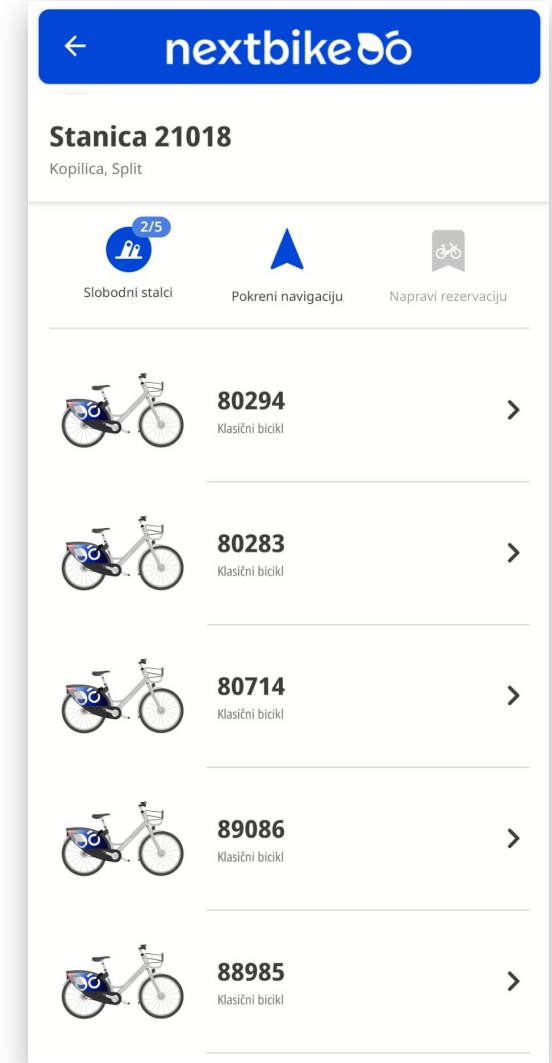 nextbike
Stanica 21018
Kopilica, Split
2/5
Slobodni stalci
Pokreni navigaciju
Napravi rezervaciju
80294
Klasični bicikl
80283
Klasični bicikl
80714
Klasični bicikl
89086
Klasični bicikl
88985
Klasični bicikl